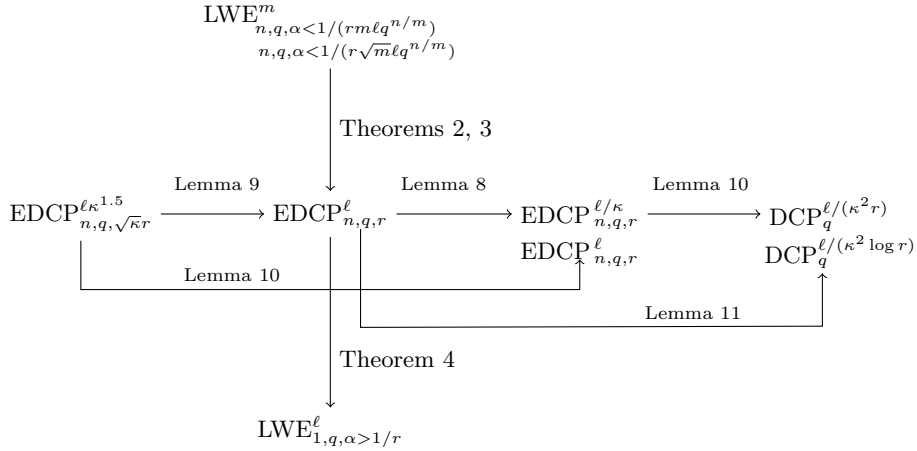 LWE^m_{n,q,α<1/(rmℓq^{n/m})}
_{n,q,α<1/(r√mℓq^{n/m})}
Theorems 2, 3
Lemma 9 Lemma 8 Lemma 10
EDCP^{ℓκ^{1.5}}_{n,q,√κr} EDCP^ℓ_{n,q,r} EDCP^{ℓ/κ}_{n,q,r} DCP_q^{ℓ/(κ^2 r)}
EDCP^ℓ_{n,q,r} DCP_q^{ℓ/(κ^2 log r)}
Lemma 10
Lemma 11
Theorem 4
LWE^ℓ_{1,q,α>1/r}